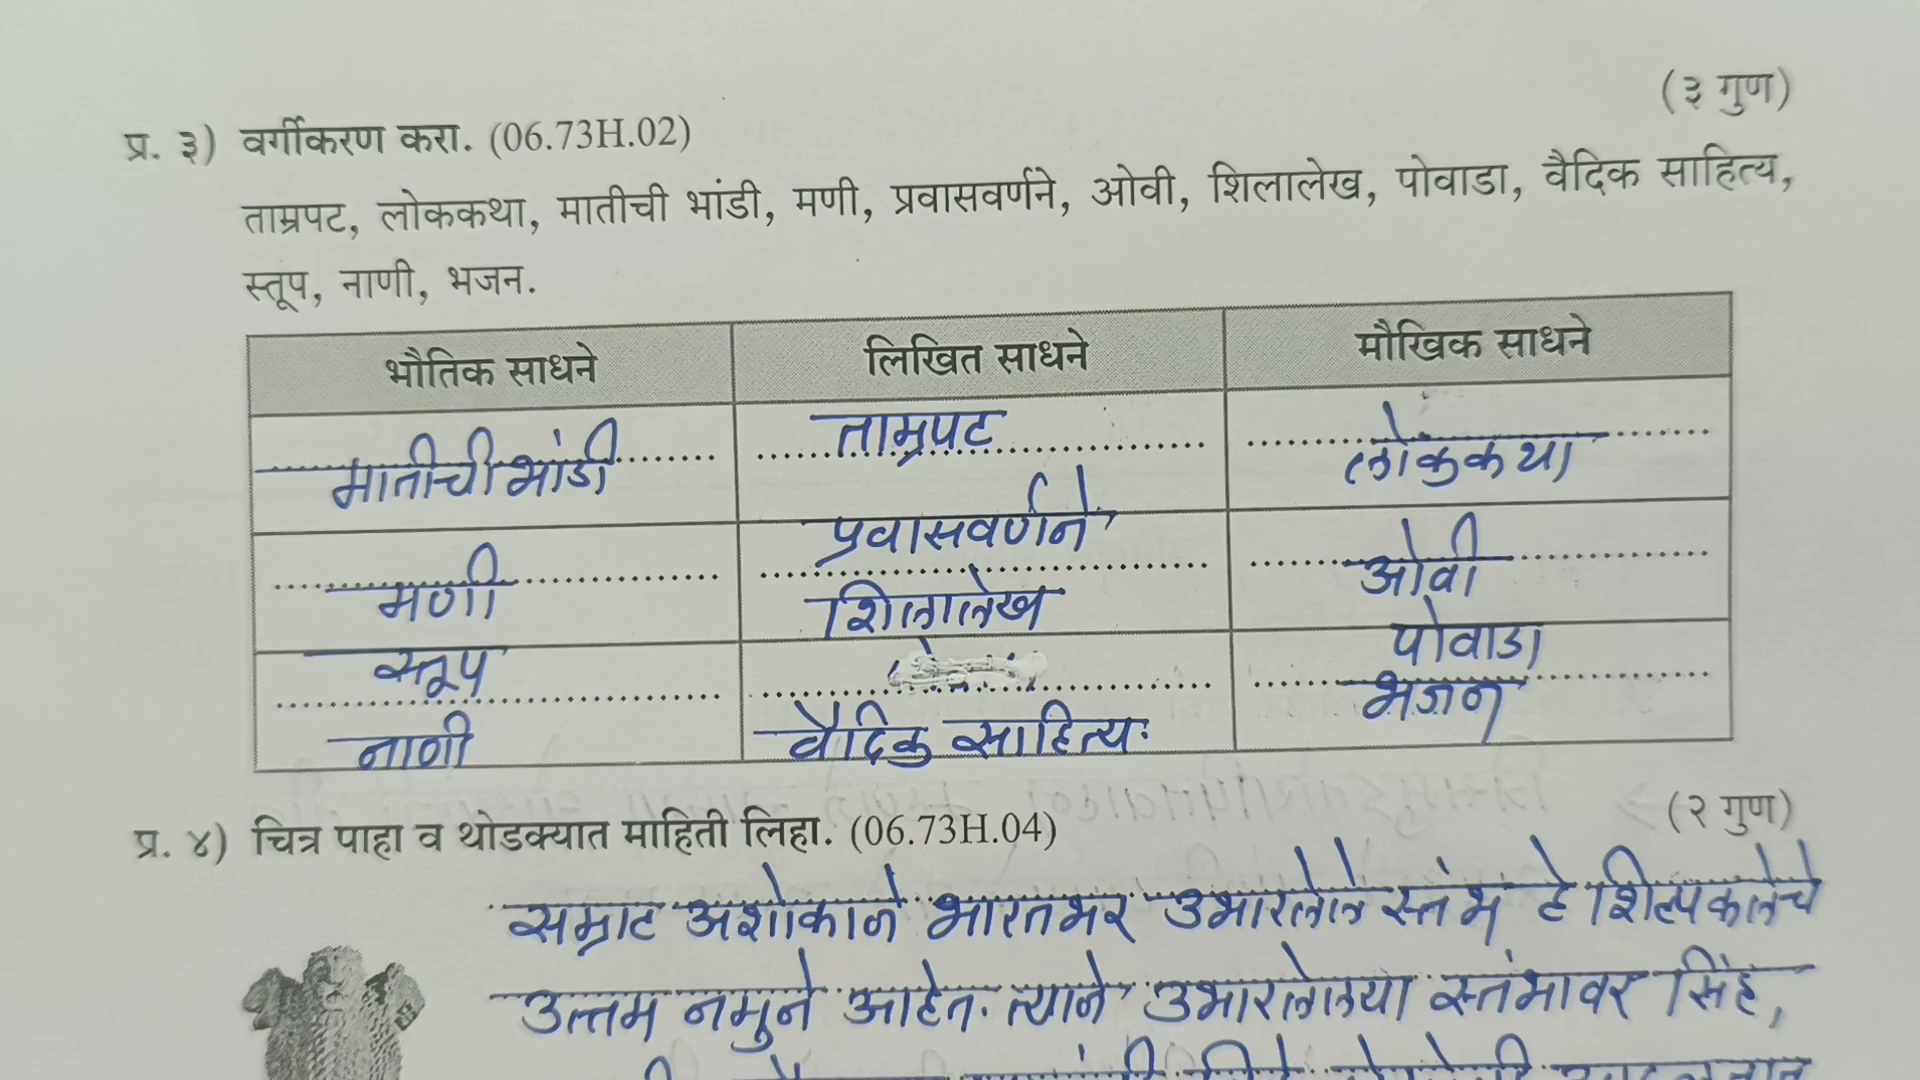 (३ गुण)
प्र. ३) वर्गीकरण करा. (06.73H.02)
ताम्रपट, लोककथा, मातीची भांडी, मणी, प्रवासवर्णने, ओवी, शिलालेख, पोवाडा, वैदिक साहित्य,
स्तूप, नाणी, भजन.
भौतिक साधने लिखित साधने मौखिक साधने
मातीची भांडी ताम्रपट लोककथा
प्रवासवर्णने
मणी शिलालेख ओवी
स्तूप पोवाडा
भजन
नाणी वैदिक साहित्य
(२ गुण)
प्र. ४) चित्र पाहा व थोडक्यात माहिती लिहा. (06.73H.04)
सम्राट अशोकाने भारतभर उभारलेले स्तंभ हे शिल्पकलेचे
उत्तम नमुने आहेत. त्याने उभारलेल्या स्तंभावर सिंह,